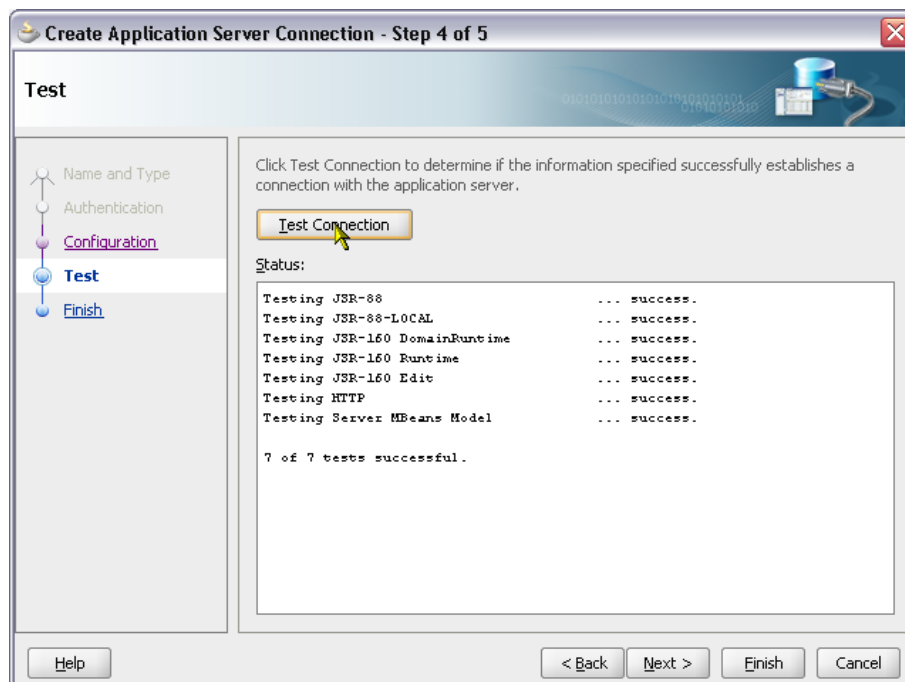 Create Application Server Connection - Step 4 of 5
Test
010101010101010101010101
01010101010
Name and Type
Authentication
Configuration
Test
Finish
Click Test Connection to determine if the information specified successfully establishes a
connection with the application server.
Test Connection
Status:
Testing JSR-88 ... success.
Testing JSR-88-LOCAL ... success.
Testing JSR-160 DomainRuntime ... success.
Testing JSR-160 Runtime ... success.
Testing JSR-160 Edit ... success.
Testing HTTP ... success.
Testing Server MBeans Model ... success.
7 of 7 tests successful.
Help
< Back
Next >
Finish
Cancel